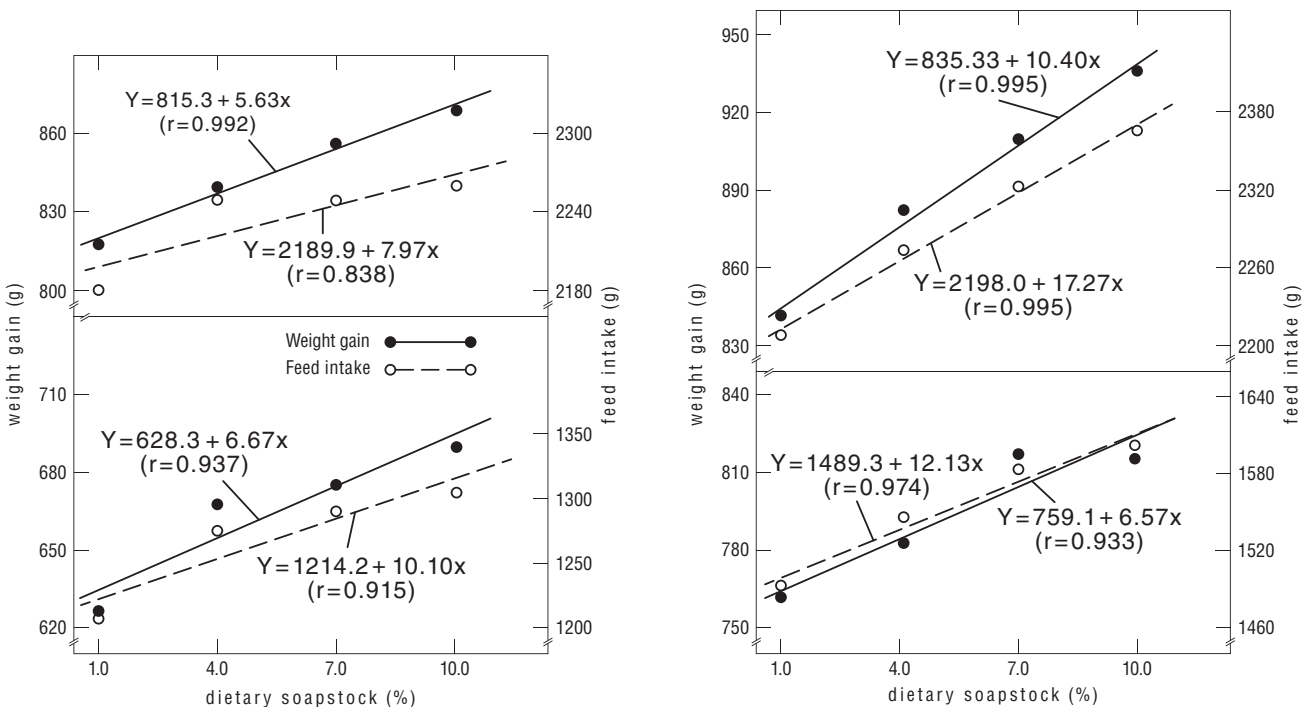 860
830
800
710
680
650
620
weight gain (g)
Y=815.3+5.63x
(r=0.992)
Y=2189.9+7.97x
(r=0.838)
2300
2240
2180
Weight gain
Feed intake
Y=628.3+6.67x
(r=0.937)
Y=1214.2+10.10x
(r=0.915)
1350
1300
1250
1200
feed intake (g)
1.0 4.0 7.0 10.0
dietary soapstock (%)
950
920
890
860
830
840
810
780
750
weight gain (g)
Y=835.33+10.40x
(r=0.995)
Y=2198.0+17.27x
(r=0.995)
2380
2320
2260
2200
Y=1489.3+12.13x
(r=0.974)
Y=759.1+6.57x
(r=0.933)
1640
1580
1520
1460
feed intake (g)
1.0 4.0 7.0 10.0
dietary soapstock (%)